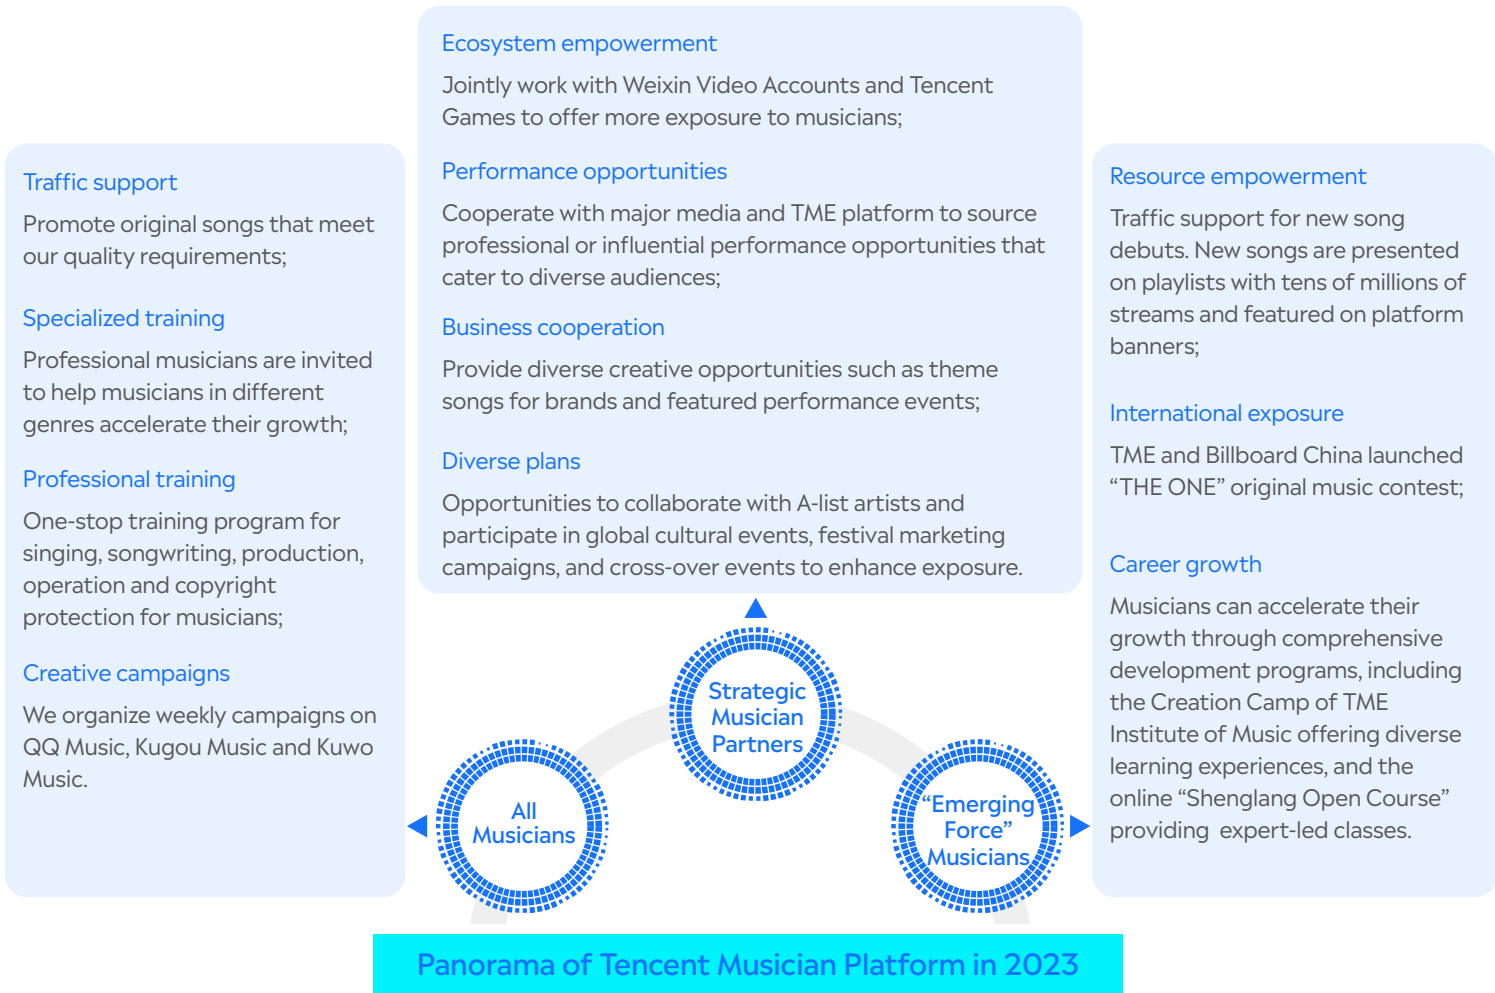 Ecosystem empowerment
Jointly work with Weixin Video Accounts and Tencent
Games to offer more exposure to musicians;
Performance opportunities
Cooperate with major media and TME platform to source
professional or influential performance opportunities that
cater to diverse audiences;
Business cooperation
Provide diverse creative opportunities such as theme
songs for brands and featured performance events;
Diverse plans
Opportunities to collaborate with A-list artists and
participate in global cultural events, festival marketing
campaigns, and cross-over events to enhance exposure.
Traffic support
Promote original songs that meet
our quality requirements;
Specialized training
Professional musicians are invited
to help musicians in different
genres accelerate their growth;
Professional training
One-stop training program for
singing, songwriting, production,
operation and copyright
protection for musicians;
Creative campaigns
We organize weekly campaigns on
QQ Music, Kugou Music and Kuwo
Music.
Resource empowerment
Traffic support for new song
debuts. New songs are presented
on playlists with tens of millions of
streams and featured on platform
banners;
International exposure
TME and Billboard China launched
“THE ONE” original music contest;
Career growth
Musicians can accelerate their
growth through comprehensive
development programs, including
the Creation Camp of TME
Institute of Music offering diverse
learning experiences, and the
online “Shenglang Open Course”
providing expert-led classes.
Strategic
Musician
Partners
All
Musicians
“Emerging
Force”
Musicians
Panorama of Tencent Musician Platform in 2023